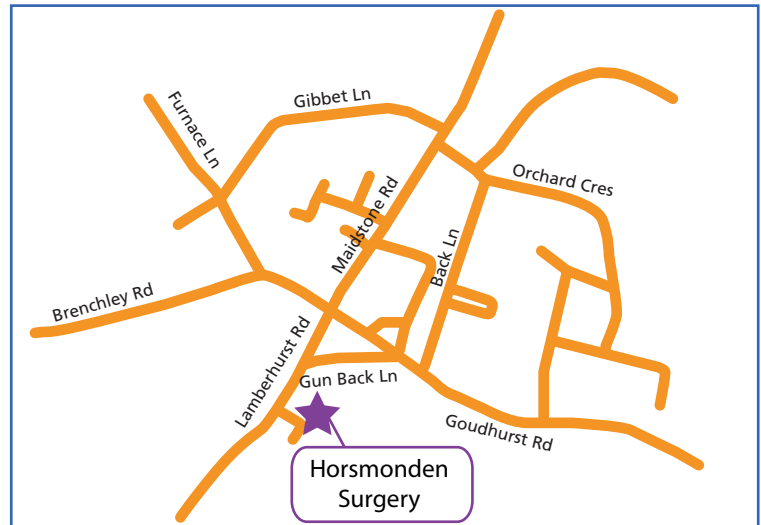 Furnace Ln
Gibbet Ln
Orchard Cres
Maidstone Rd
Back Ln
Brenchley Rd
Lamberhurst Rd
Gun Back Ln
Goudhurst Rd
Horsmonden
Surgery